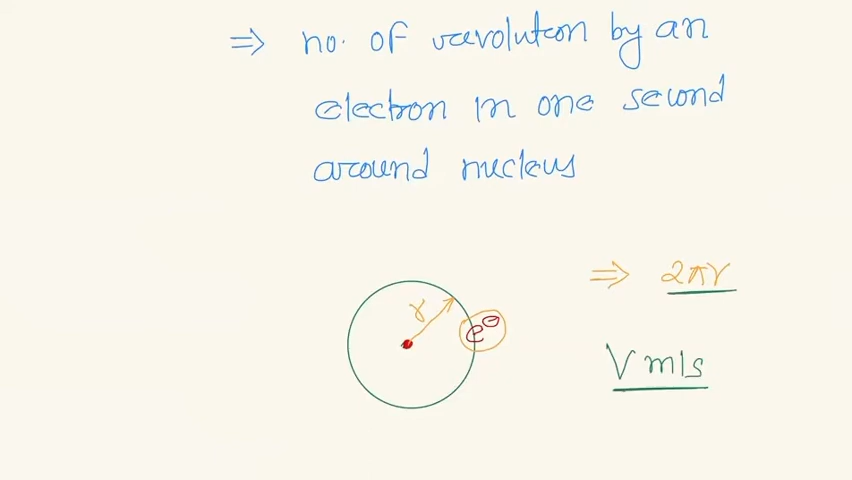 ⇒ no. of revolution by an
electron in one second
around nucleus
⇒ 2πr
r
e⊖
V m/s